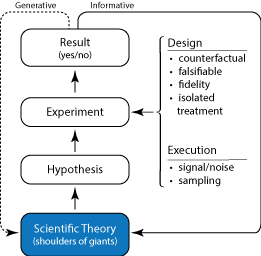 Generative
Informative
Result
(yes/no)
Experiment
Hypothesis
Scientific Theory
(shoulders of giants)
Design
• counterfactual
• falsifiable
• fidelity
• isolated
treatment
Execution
• signal/noise
• sampling